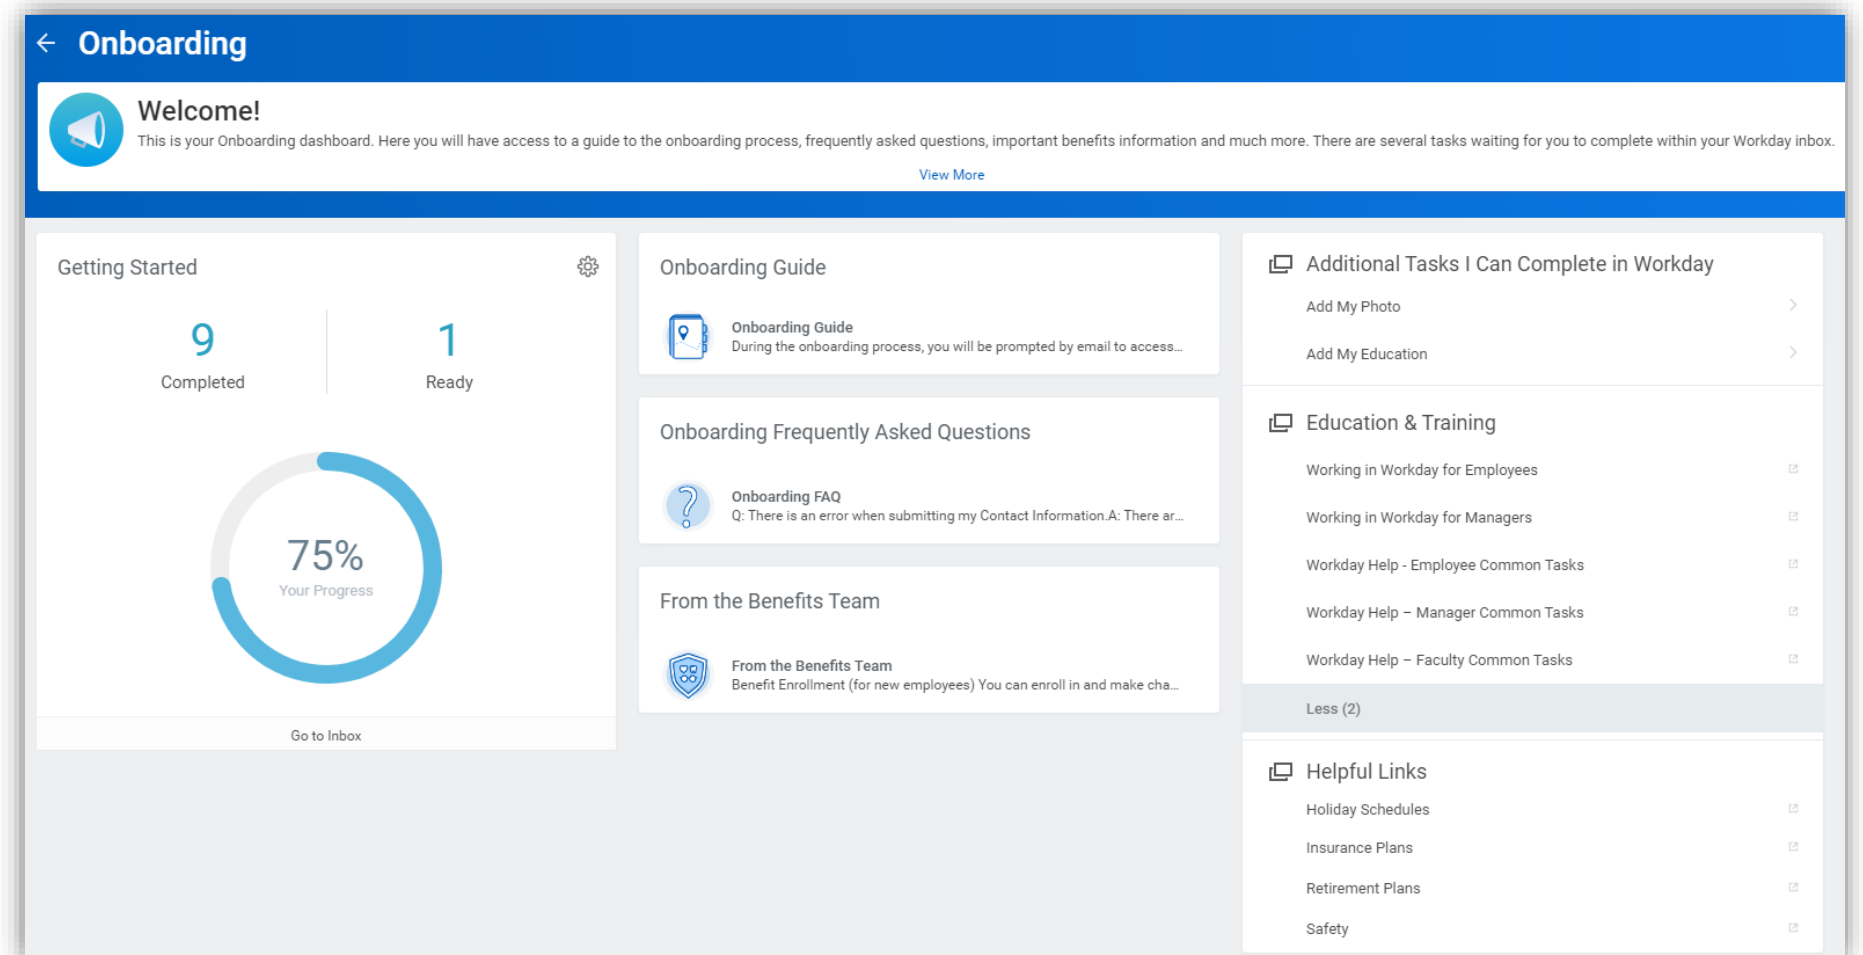 Onboarding
Welcome!
This is your Onboarding dashboard. Here you will have access to a guide to the onboarding process, frequently asked questions, important benefits information and much more. There are several tasks waiting for you to complete within your Workday inbox.
View More
Getting Started
9
Completed
1
Ready
75%
Your Progress
Go to Inbox
Onboarding Guide
Onboarding Guide
During the onboarding process, you will be prompted by email to access...
Onboarding Frequently Asked Questions
Onboarding FAQ
Q: There is an error when submitting my Contact Information.A: There ar...
From the Benefits Team
From the Benefits Team
Benefit Enrollment (for new employees) You can enroll in and make cha...
Additional Tasks I Can Complete in Workday
Add My Photo
Add My Education
Education & Training
Working in Workday for Employees
Working in Workday for Managers
Workday Help - Employee Common Tasks
Workday Help – Manager Common Tasks
Workday Help – Faculty Common Tasks
Less (2)
Helpful Links
Holiday Schedules
Insurance Plans
Retirement Plans
Safety